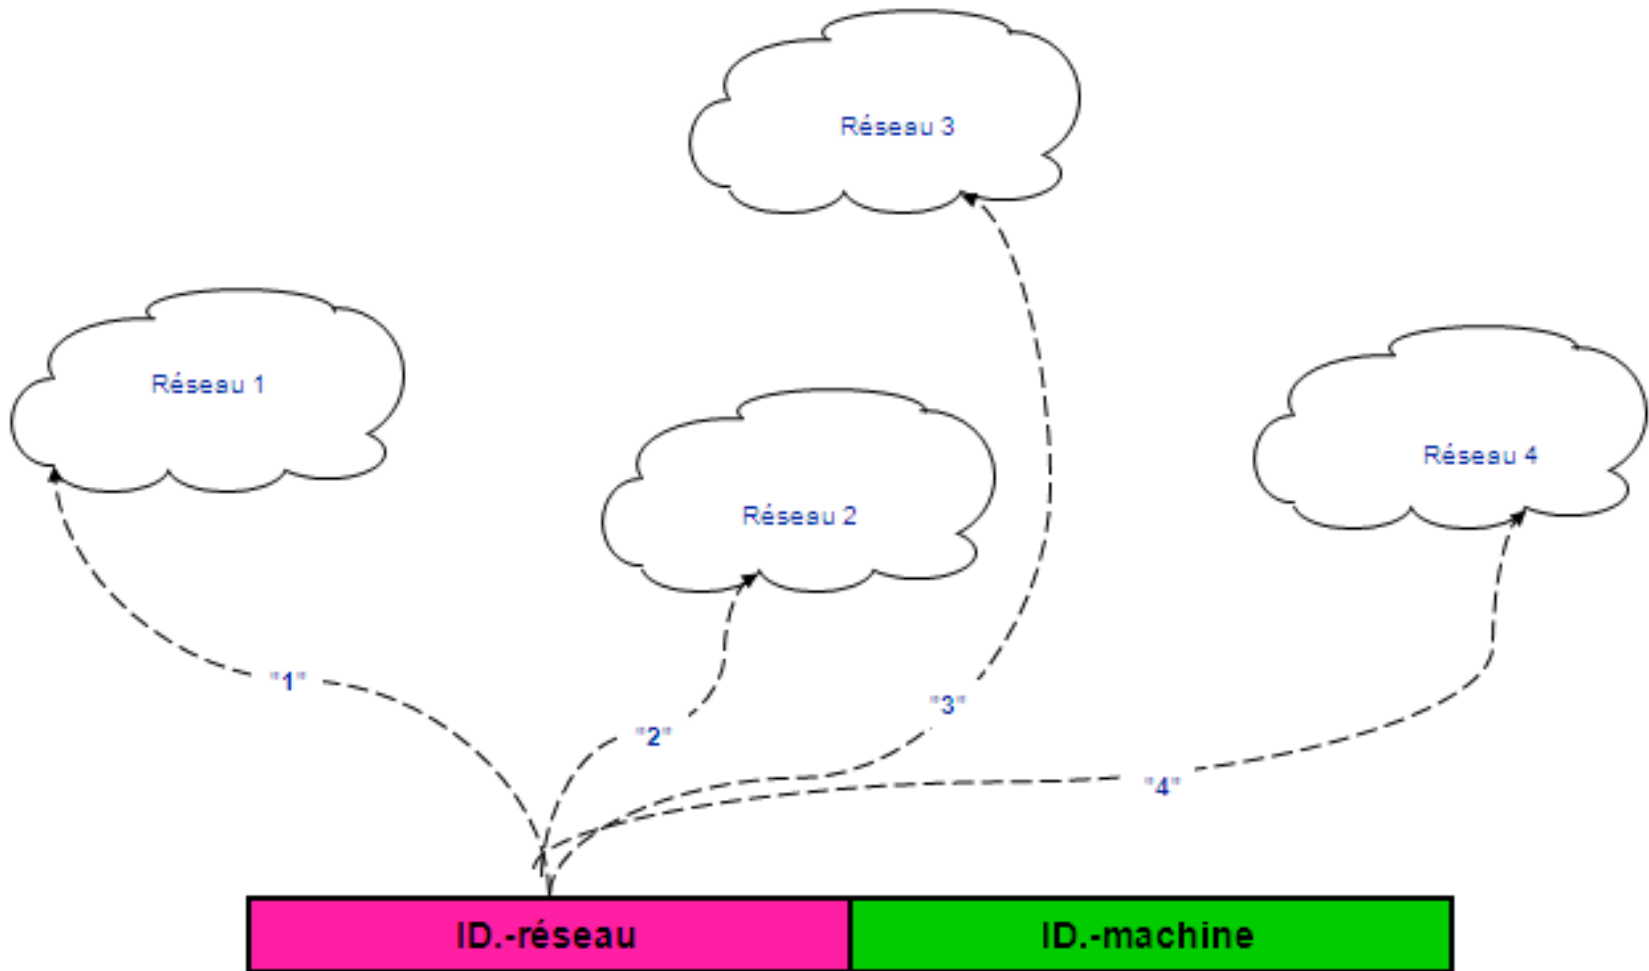 Réseau 3
Réseau 1
Réseau 2
Réseau 4
"1"
"2"
"3"
"4"
ID.-réseau
ID.-machine